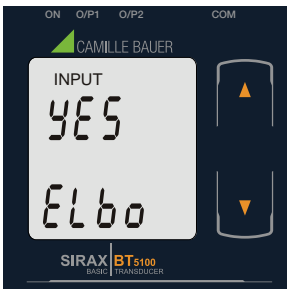 ON O/P1 O/P2 COM
CAMILLE BAUER
INPUT
YES
ELbo
SIRAX BT5100
BASIC TRANSDUCER